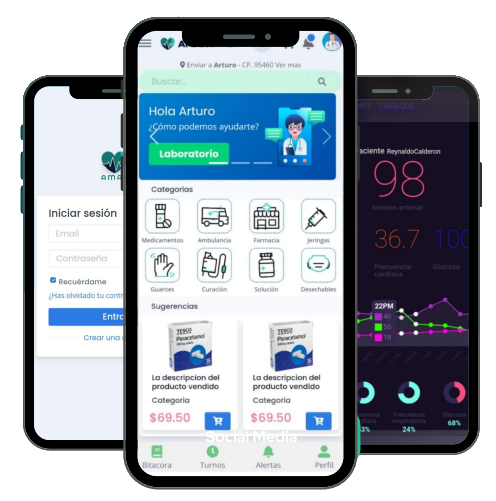 Enviar a Arturo - CP. 95460 Ver mas
Buscar...
Hola Arturo
¿Cómo podemos ayudarte?
Laboratorio
Categorias
Medicamentos
Ambulancia
Farmacia
Jeringas
Guantes
Curación
Solución
Desechables
Sugerencias
TESCO
Paracetamol
TESCO
Paracetamol
La descripcion del
producto vendido
Categoria
$69.50
La descripcion del
producto vendido
Categoria
$69.50
Social Media
Bitacora
Turnos
Alertas
Perfil
AMA
Iniciar sesión
Email
Contraseña
Recuérdame
¿Has olvidado tu contr
Entra
Crear una
cuidados
aciente ReynaldoCalderon
98
tension arterial
36.7
100
Frecuencia
cardiaca
Glucosa
22PM
40
50
18
Frecuencia
respiratoria
24%
Glucos
68%